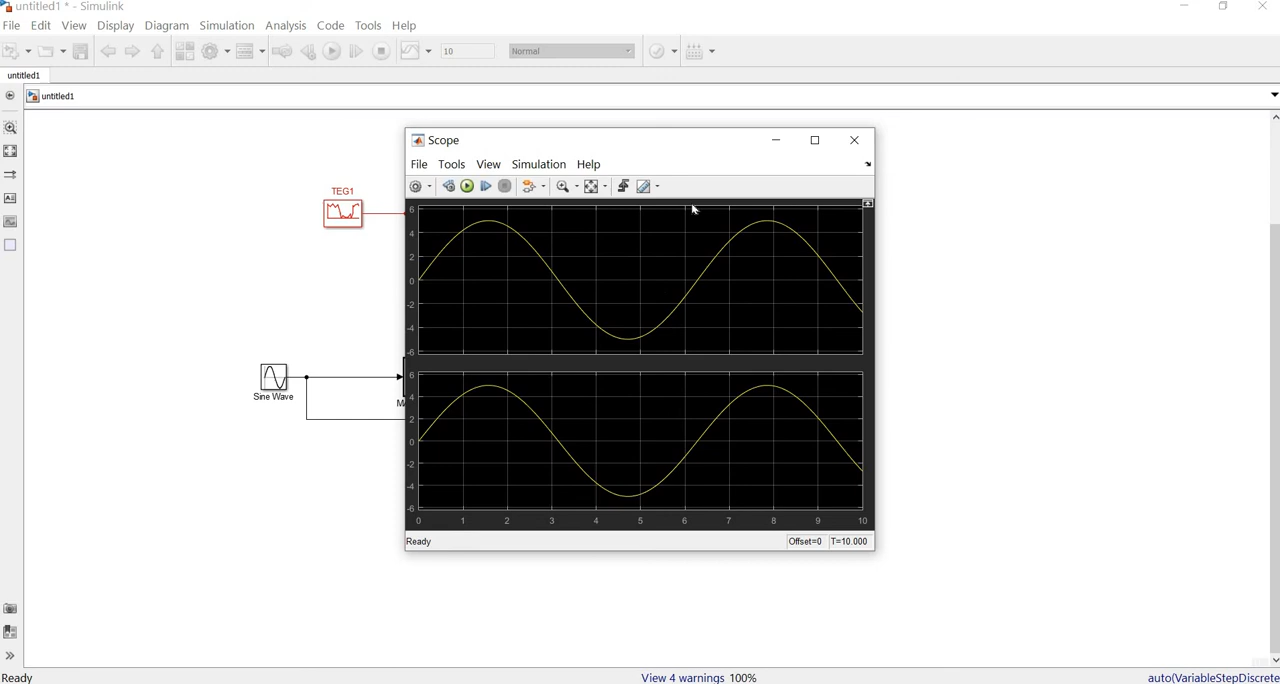 untitled1 * - Simulink
File Edit View Display Diagram Simulation Analysis Code Tools Help
10 Normal
untitled1
untitled1
Scope
File Tools View Simulation Help
TEG1
6
4
2
0
-2
-4
-6
Sine Wave
M
6
4
2
0
-2
-4
-6
0 1 2 3 4 5 6 7 8 9 10
Ready Offset=0 T=10.000
Ready View 4 warnings 100% auto(VariableStepDiscrete